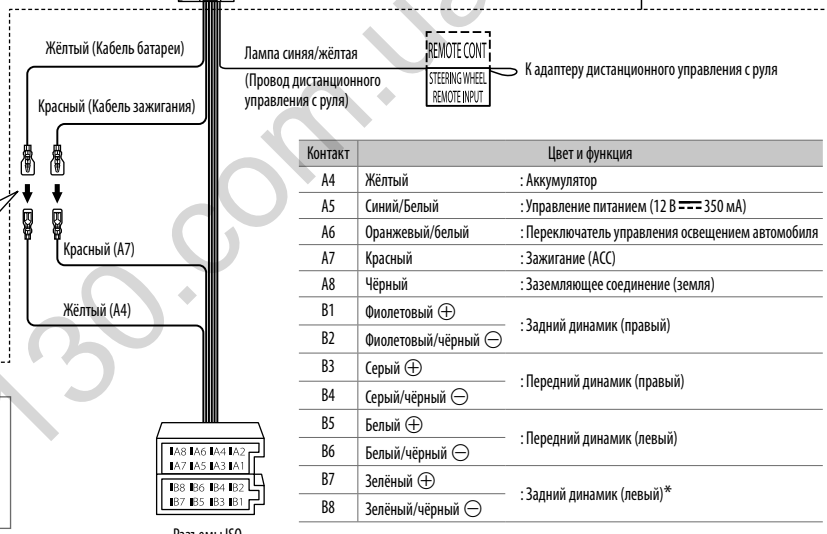 Жёлтый (Кабель батареи)
Лампа синяя/жёлтая
(Провод дистанционного
управления с руля)
REMOTE CONT
STEERING WHEEL
REMOTE INPUT
К адаптеру дистанционного управления с руля
Красный (Кабель зажигания)
Красный (A7)
Жёлтый (A4)
Контакт Цвет и функция
A4 Жёлтый : Аккумулятор
A5 Синий/Белый : Управление питанием (12 В ⎓ 350 мА)
A6 Оранжевый/белый : Переключатель управления освещением автомобиля
A7 Красный : Зажигание (ACC)
A8 Чёрный : Заземляющее соединение (земля)
B1 Фиолетовый ⊕
: Задний динамик (правый)
B2 Фиолетовый/чёрный ⊖
B3 Серый ⊕
: Передний динамик (правый)
B4 Серый/чёрный ⊖
B5 Белый ⊕
: Передний динамик (левый)
B6 Белый/чёрный ⊖
B7 Зелёный ⊕
: Задний динамик (левый)*
B8 Зелёный/чёрный ⊖
A8 A6 A4 A2
A7 A5 A3 A1
B8 B6 B4 B2
B7 B5 B3 B1
Разъемы ISO
130.com.ua